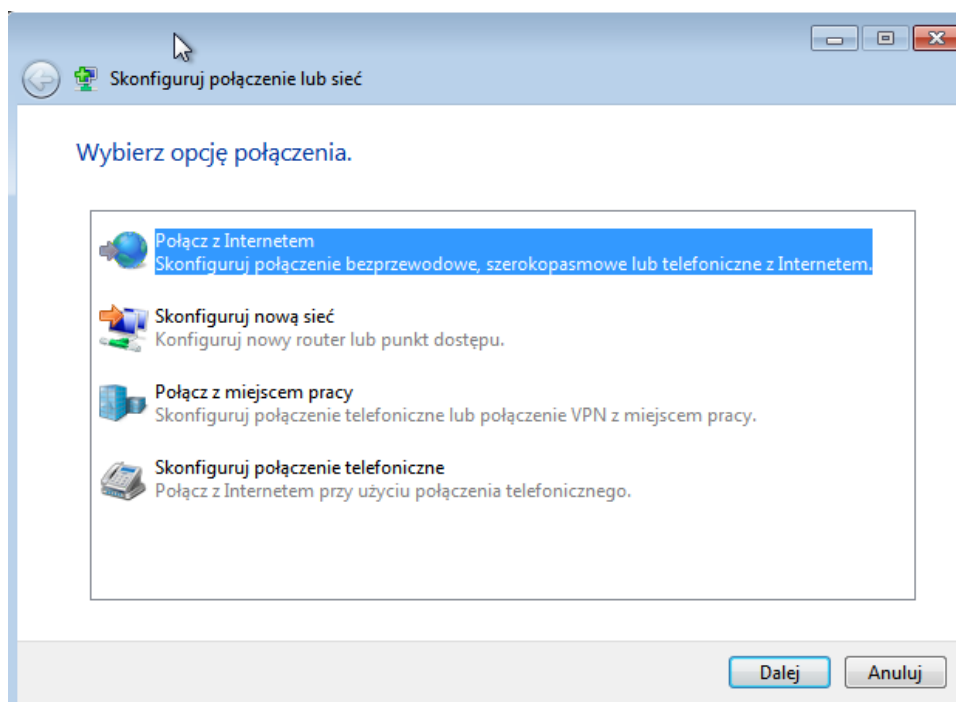 Skonfiguruj połączenie lub sieć
Wybierz opcję połączenia.
Połącz z Internetem
Skonfiguruj połączenie bezprzewodowe, szerokopasmowe lub telefoniczne z Internetem.
Skonfiguruj nową sieć
Konfiguruj nowy router lub punkt dostępu.
Połącz z miejscem pracy
Skonfiguruj połączenie telefoniczne lub połączenie VPN z miejscem pracy.
Skonfiguruj połączenie telefoniczne
Połącz z Internetem przy użyciu połączenia telefonicznego.
Dalej Anuluj